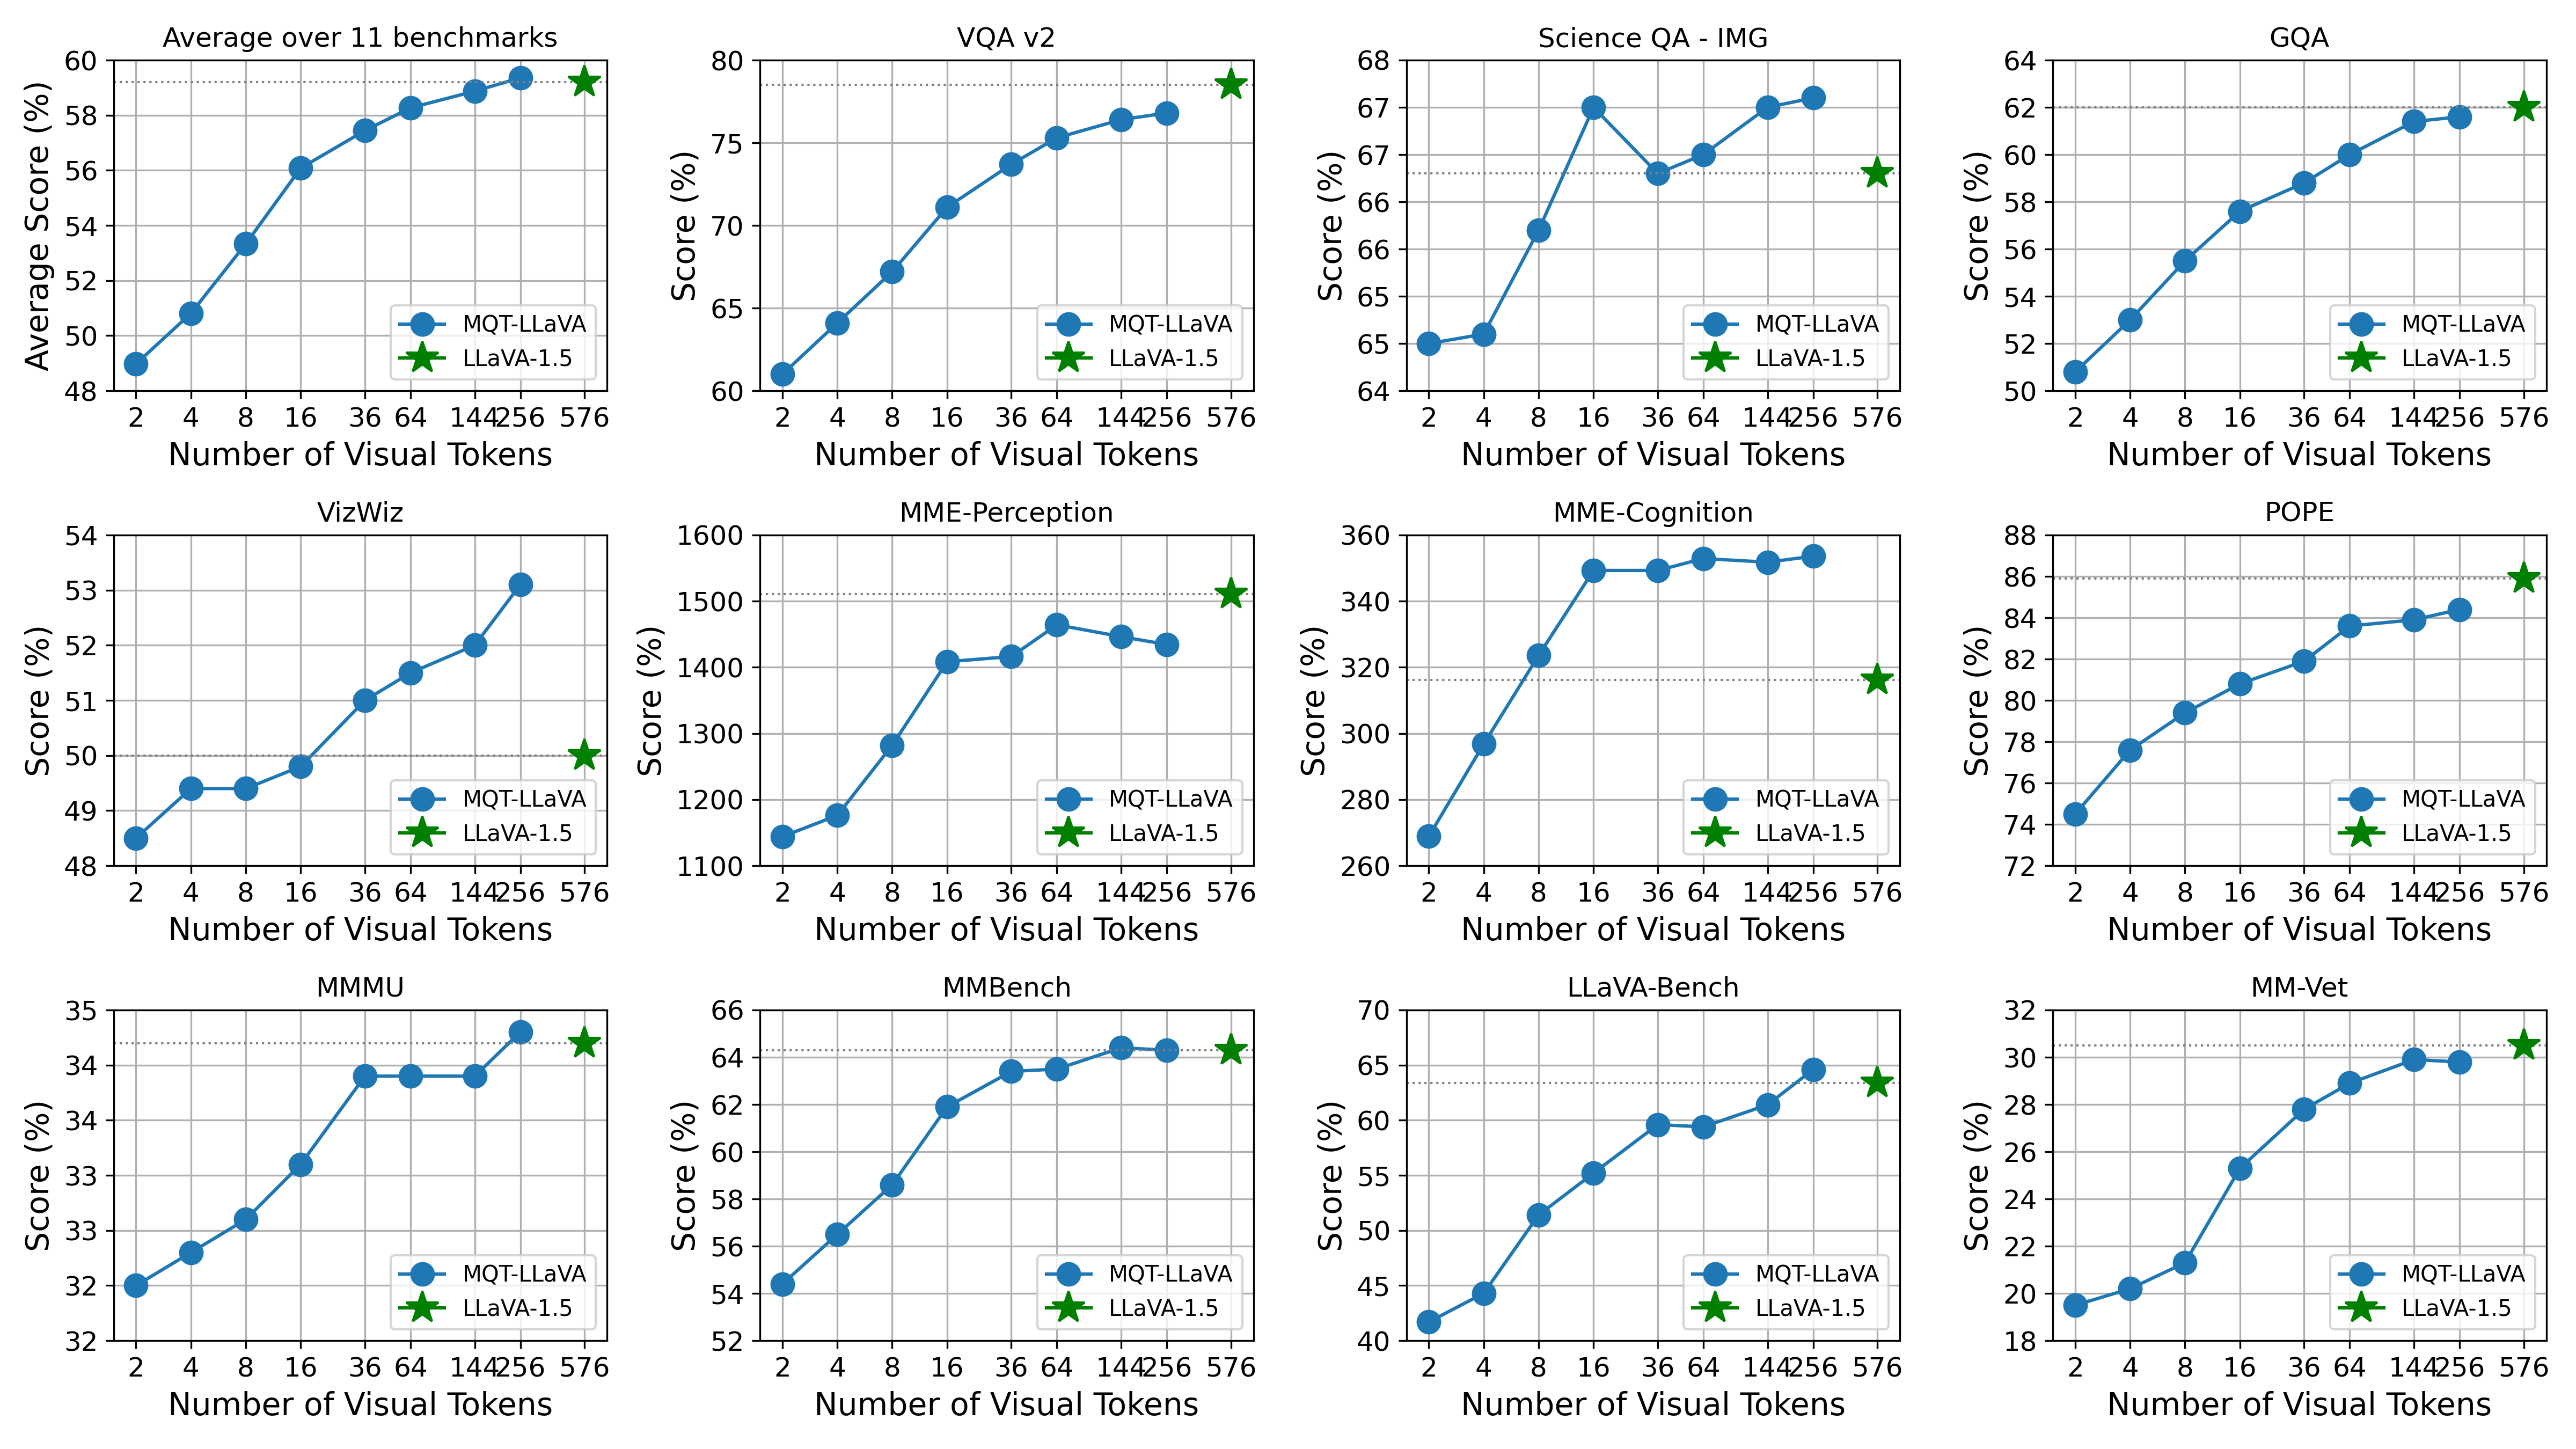 Average over 11 benchmarks
60
58
56
54
52
50
48
Average Score (%)
MQT-LLaVA
LLaVA-1.5
2 4 8 16 36 64 144 256 576
Number of Visual Tokens
VQA v2
80
75
70
65
60
Score (%)
MQT-LLaVA
LLaVA-1.5
2 4 8 16 36 64 144 256 576
Number of Visual Tokens
Science QA - IMG
68
67
67
66
66
65
65
64
Score (%)
MQT-LLaVA
LLaVA-1.5
2 4 8 16 36 64 144 256 576
Number of Visual Tokens
GQA
64
62
60
58
56
54
52
50
Score (%)
MQT-LLaVA
LLaVA-1.5
2 4 8 16 36 64 144 256 576
Number of Visual Tokens
VizWiz
54
53
52
51
50
49
48
Score (%)
MQT-LLaVA
LLaVA-1.5
2 4 8 16 36 64 144 256 576
Number of Visual Tokens
MME-Perception
1600
1500
1400
1300
1200
1100
Score (%)
MQT-LLaVA
LLaVA-1.5
2 4 8 16 36 64 144 256 576
Number of Visual Tokens
MME-Cognition
360
340
320
300
280
260
Score (%)
MQT-LLaVA
LLaVA-1.5
2 4 8 16 36 64 144 256 576
Number of Visual Tokens
POPE
88
86
84
82
80
78
76
74
72
Score (%)
MQT-LLaVA
LLaVA-1.5
2 4 8 16 36 64 144 256 576
Number of Visual Tokens
MMMU
35
34
34
33
33
32
32
Score (%)
MQT-LLaVA
LLaVA-1.5
2 4 8 16 36 64 144 256 576
Number of Visual Tokens
MMBench
66
64
62
60
58
56
54
52
Score (%)
MQT-LLaVA
LLaVA-1.5
2 4 8 16 36 64 144 256 576
Number of Visual Tokens
LLaVA-Bench
70
65
60
55
50
45
40
Score (%)
MQT-LLaVA
LLaVA-1.5
2 4 8 16 36 64 144 256 576
Number of Visual Tokens
MM-Vet
32
30
28
26
24
22
20
18
Score (%)
MQT-LLaVA
LLaVA-1.5
2 4 8 16 36 64 144 256 576
Number of Visual Tokens